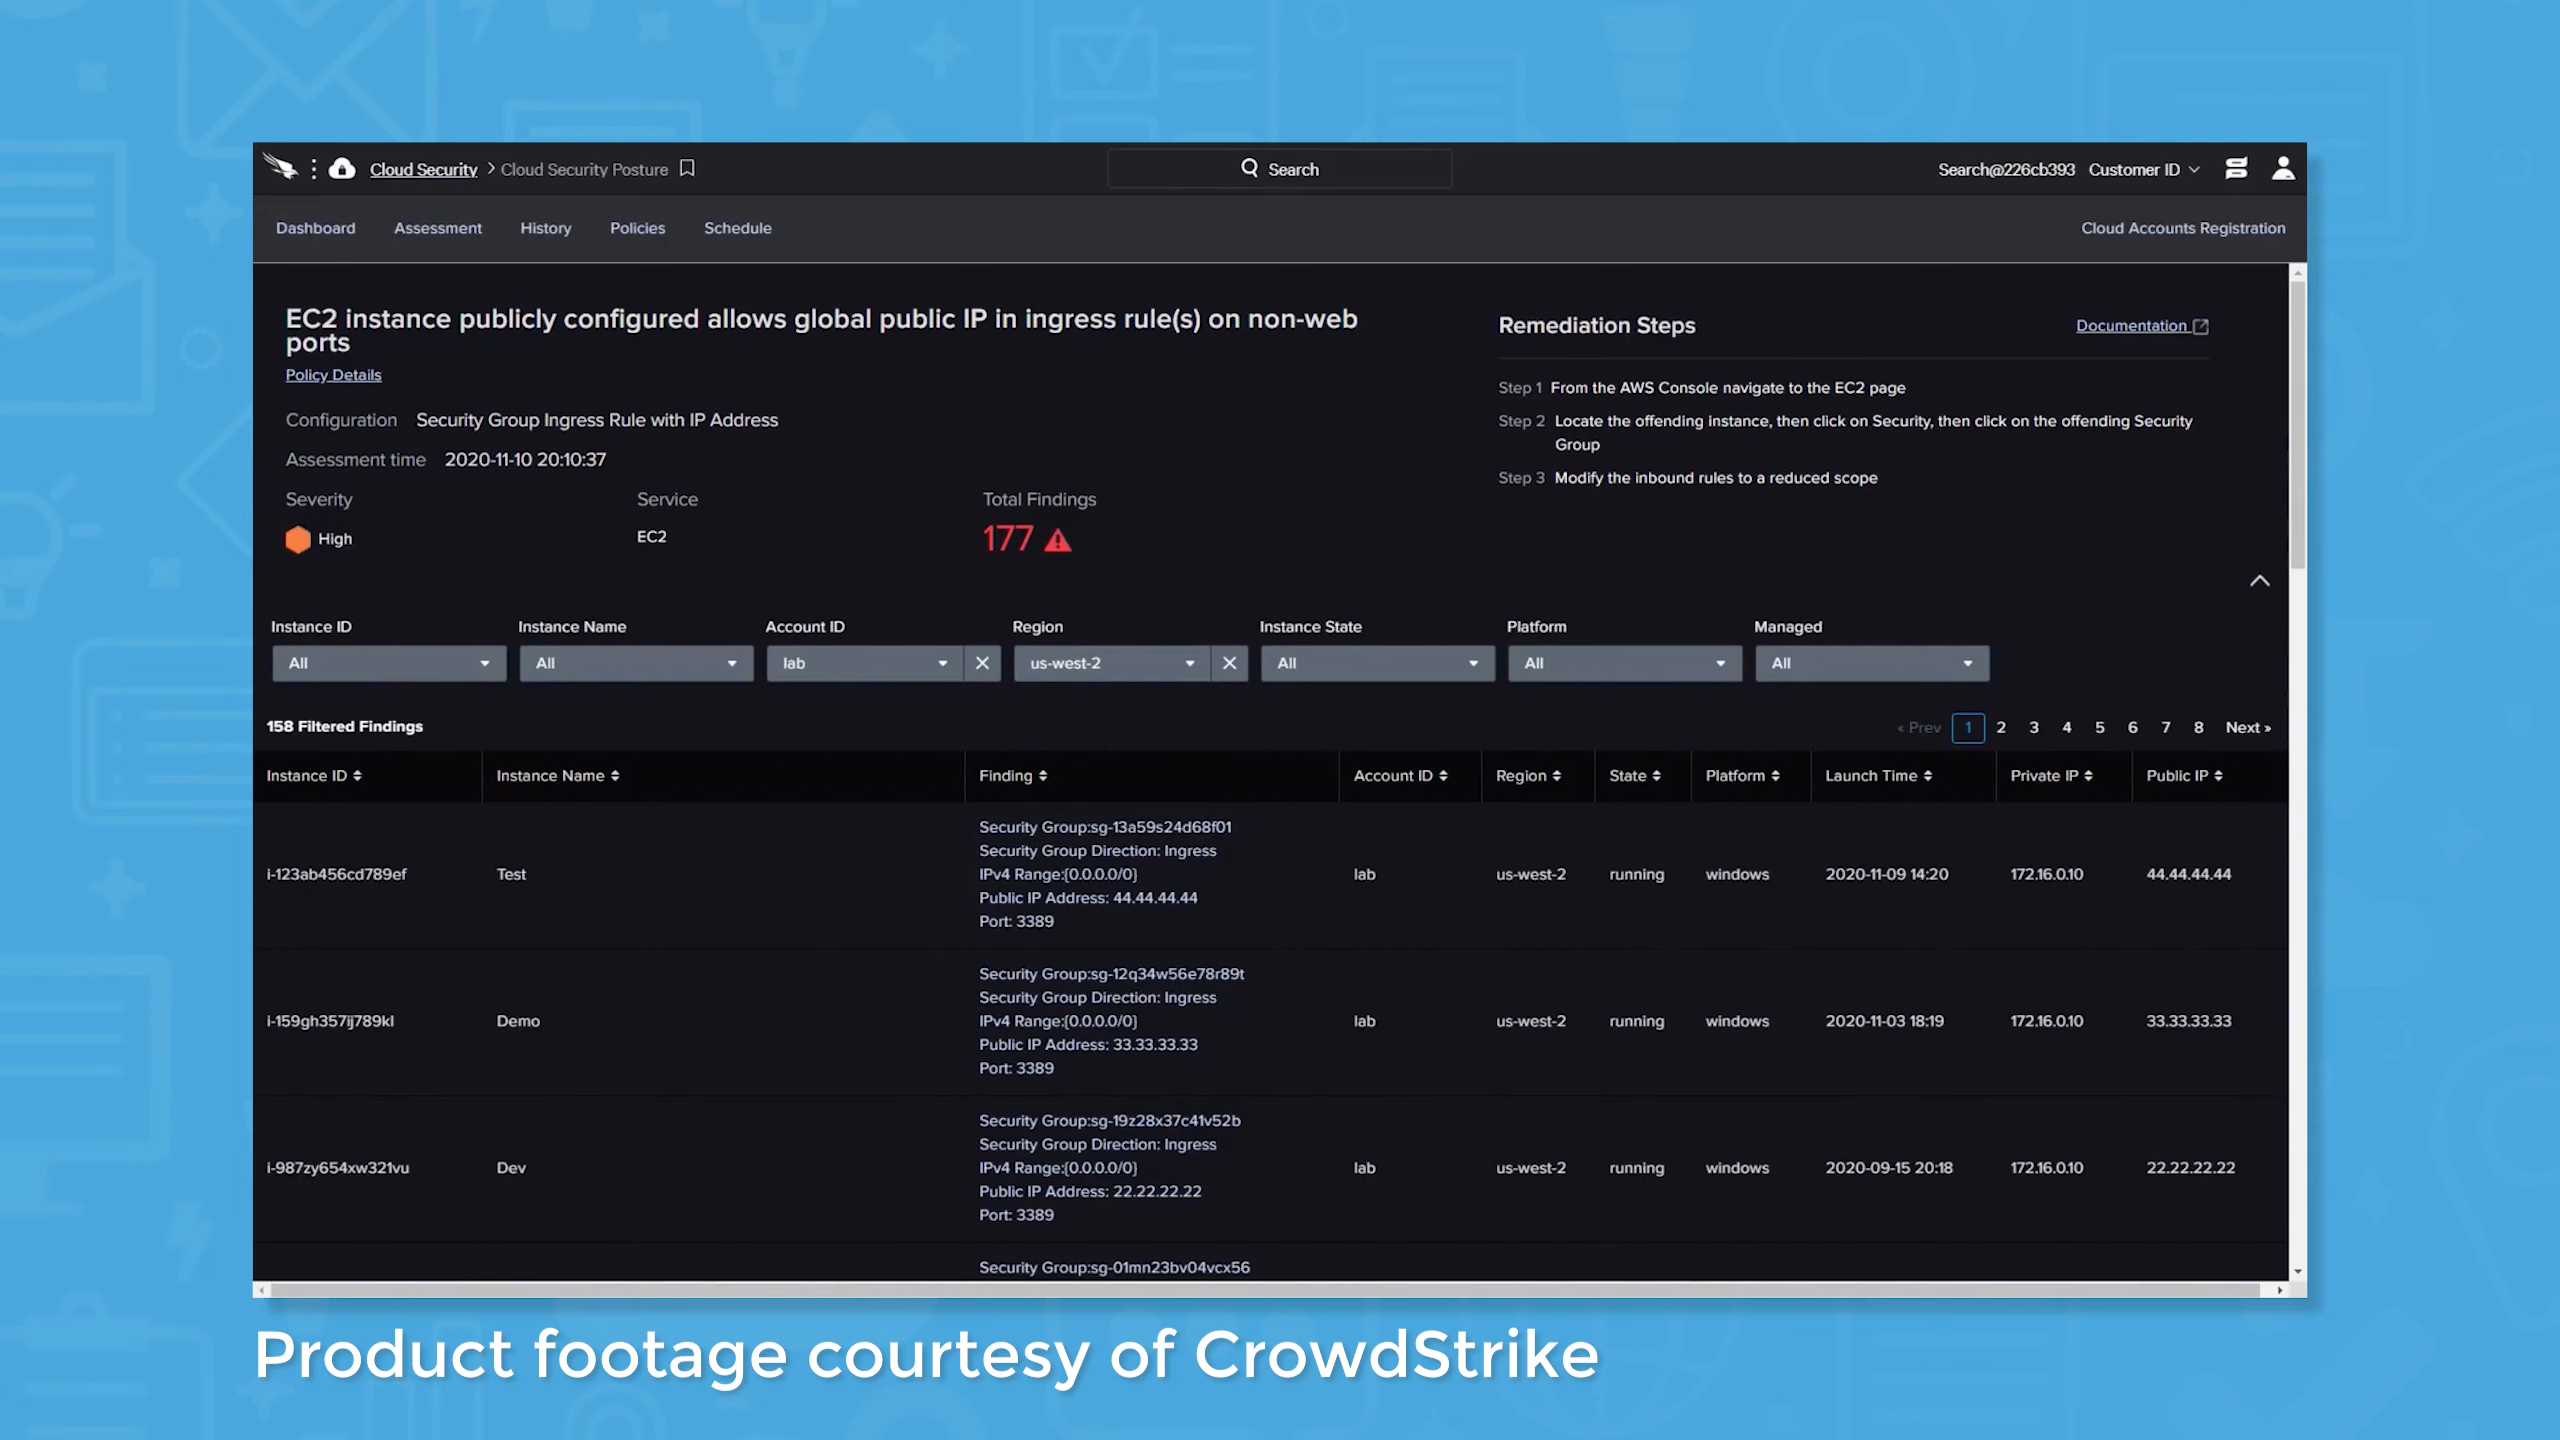 Cloud Security > Cloud Security Posture
Search
Search@226cb393 Customer ID
Dashboard Assessment History Policies Schedule
Cloud Accounts Registration
EC2 instance publicly configured allows global public IP in ingress rule(s) on non-web
ports
Policy Details
Configuration Security Group Ingress Rule with IP Address
Assessment time 2020-11-10 20:10:37
Severity Service Total Findings
High EC2 177
Remediation Steps Documentation
Step 1 From the AWS Console navigate to the EC2 page
Step 2 Locate the offending instance, then click on Security, then click on the offending Security
Group
Step 3 Modify the inbound rules to a reduced scope
Instance ID Instance Name Account ID Region Instance State Platform Managed
All All lab us-west-2 All All All
158 Filtered Findings
« Prev 1 2 3 4 5 6 7 8 Next »
Instance ID Instance Name Finding Account ID Region State Platform Launch Time Private IP Public IP
Security Group:sg-13a59s24d68f01
Security Group Direction: Ingress
i-123ab456cd789ef Test IPv4 Range:{0.0.0.0/0} lab us-west-2 running windows 2020-11-09 14:20 172.16.0.10 44.44.44.44
Public IP Address: 44.44.44.44
Port: 3389
Security Group:sg-12q34w56e78r89t
Security Group Direction: Ingress
i-159gh357ij789kl Demo IPv4 Range:{0.0.0.0/0} lab us-west-2 running windows 2020-11-03 18:19 172.16.0.10 33.33.33.33
Public IP Address: 33.33.33.33
Port: 3389
Security Group:sg-19z28x37c41v52b
Security Group Direction: Ingress
i-987zy654xw321vu Dev IPv4 Range:{0.0.0.0/0} lab us-west-2 running windows 2020-09-15 20:18 172.16.0.10 22.22.22.22
Public IP Address: 22.22.22.22
Port: 3389
Security Group:sg-01mn23bv04vcx56
Product footage courtesy of CrowdStrike